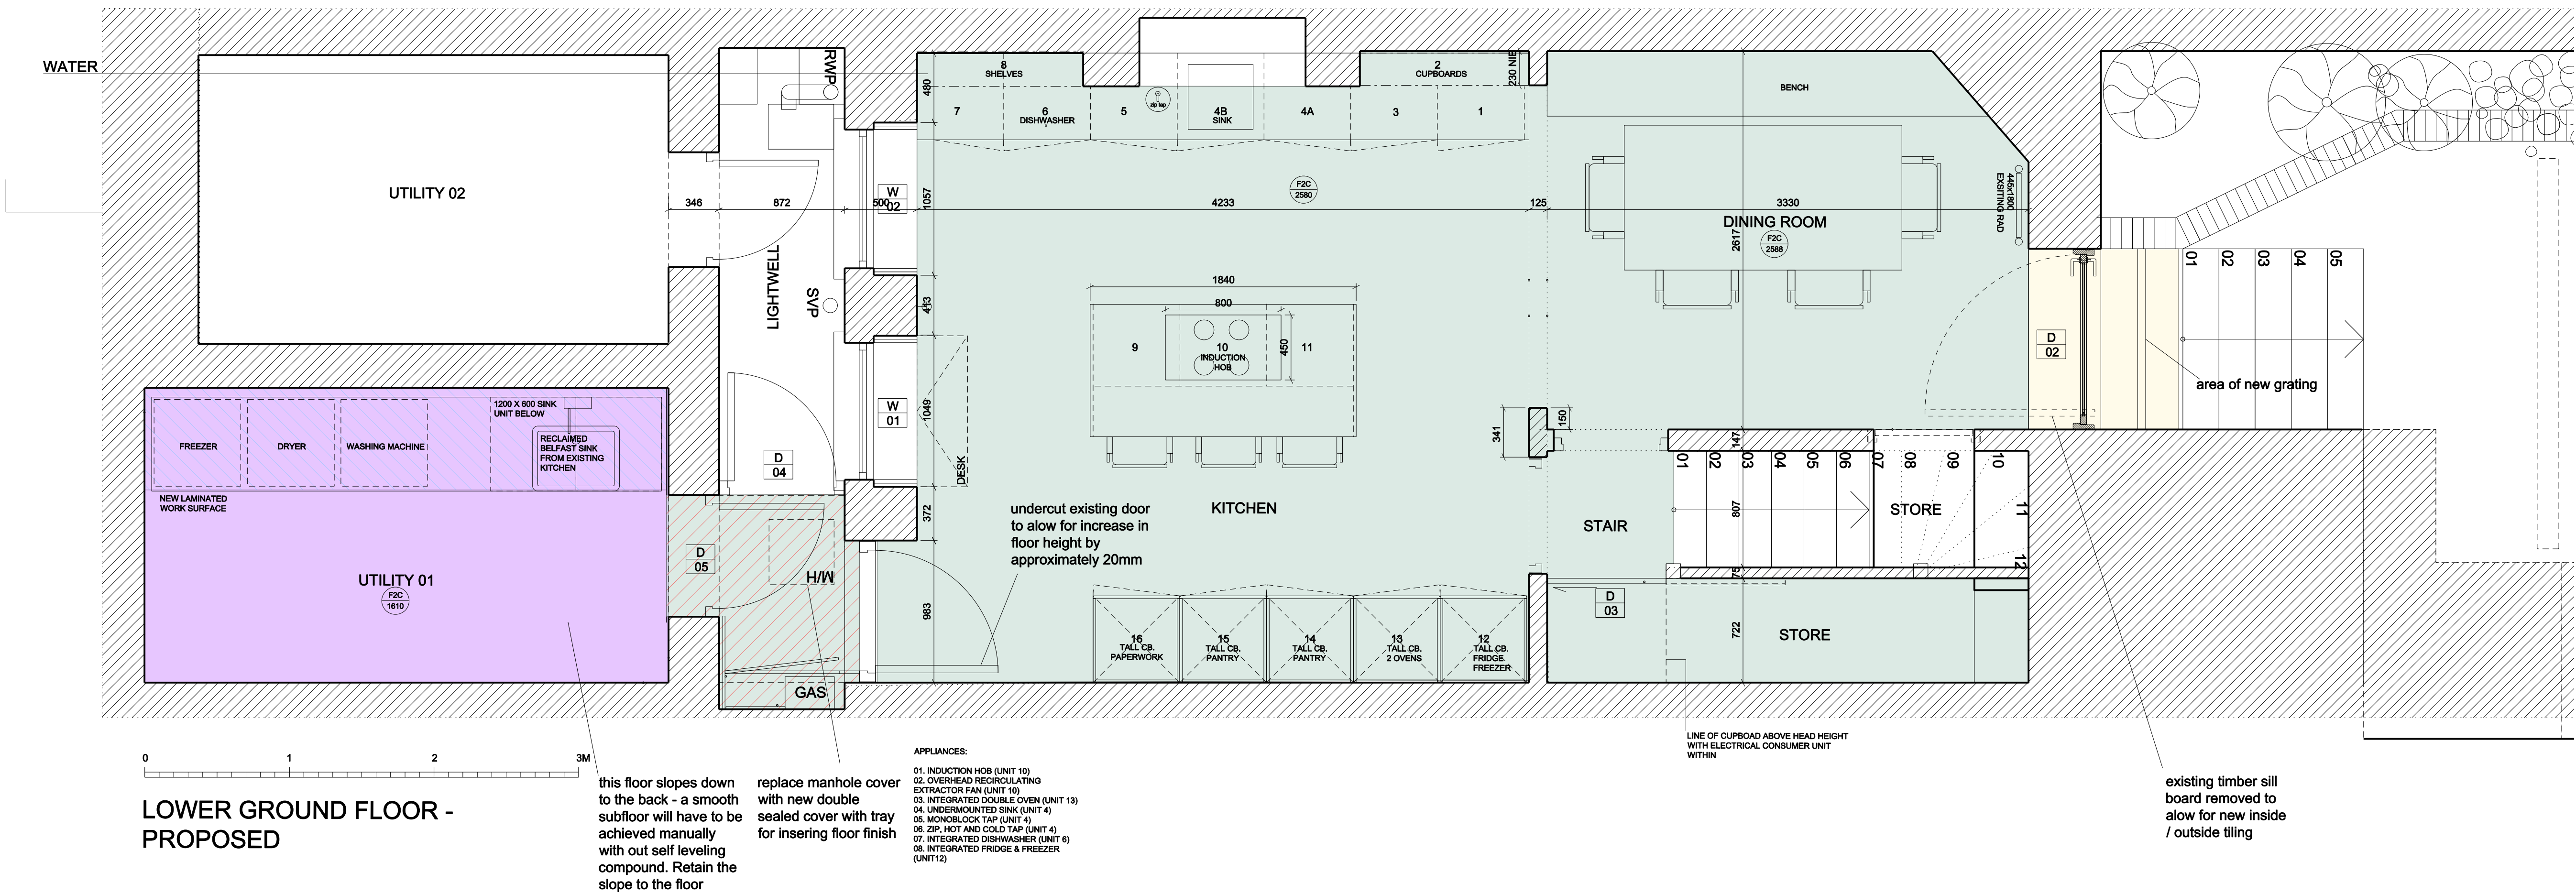 WATER
UTILITY 02
346
872
500
LIGHTWELL
RWP
SVP
W
02
W
01
480
1057
413
1049
372
983
8
SHELVES
7
6
DISHWASHER
5
zip tap
4B
SINK
4A
2
CUPBOARDS
3
1
230 NIB
F2C
2580
4233
125
3330
BENCH
DINING ROOM
F2C
2588
2617
445x1800
EXSITING RAD
1840
800
450
9
10
INDUCTION
HOB
11
DESK
KITCHEN
undercut existing door
to alow for increase in
floor height by
approximately 20mm
16
TALL CB.
PAPERWORK
15
TALL CB.
PANTRY
14
TALL CB.
PANTRY
13
TALL CB.
2 OVENS
12
TALL CB.
FRIDGE
FREEZER
341
150
147
807
75
722
STAIR
01
02
03
04
05
06
07
08
09
10
11
12
STORE
D
03
STORE
LINE OF CUPBOAD ABOVE HEAD HEIGHT
WITH ELECTRICAL CONSUMER UNIT
WITHIN
D
02
01
02
03
04
05
area of new grating
existing timber sill
board removed to
alow for new inside
/ outside tiling
FREEZER
DRYER
WASHING MACHINE
1200 X 600 SINK
UNIT BELOW
RECLAIMED
BELFAST SINK
FROM EXISTING
KITCHEN
NEW LAMINATED
WORK SURFACE
UTILITY 01
F2C
1610
D
04
D
05
M/H
GAS
0
1
2
3M
LOWER GROUND FLOOR -
PROPOSED
this floor slopes down
to the back - a smooth
subfloor will have to be
achieved manually
with out self leveling
compound. Retain the
slope to the floor
replace manhole cover
with new double
sealed cover with tray
for insering floor finish
APPLIANCES:
01. INDUCTION HOB (UNIT 10)
02. OVERHEAD RECIRCULATING
EXTRACTOR FAN (UNIT 10)
03. INTEGRATED DOUBLE OVEN (UNIT 13)
04. UNDERMOUNTED SINK (UNIT 4)
05. MONOBLOCK TAP (UNIT 4)
06. ZIP, HOT AND COLD TAP (UNIT 4)
07. INTEGRATED DISHWASHER (UNIT 6)
08. INTEGRATED FRIDGE & FREEZER
(UNIT12)